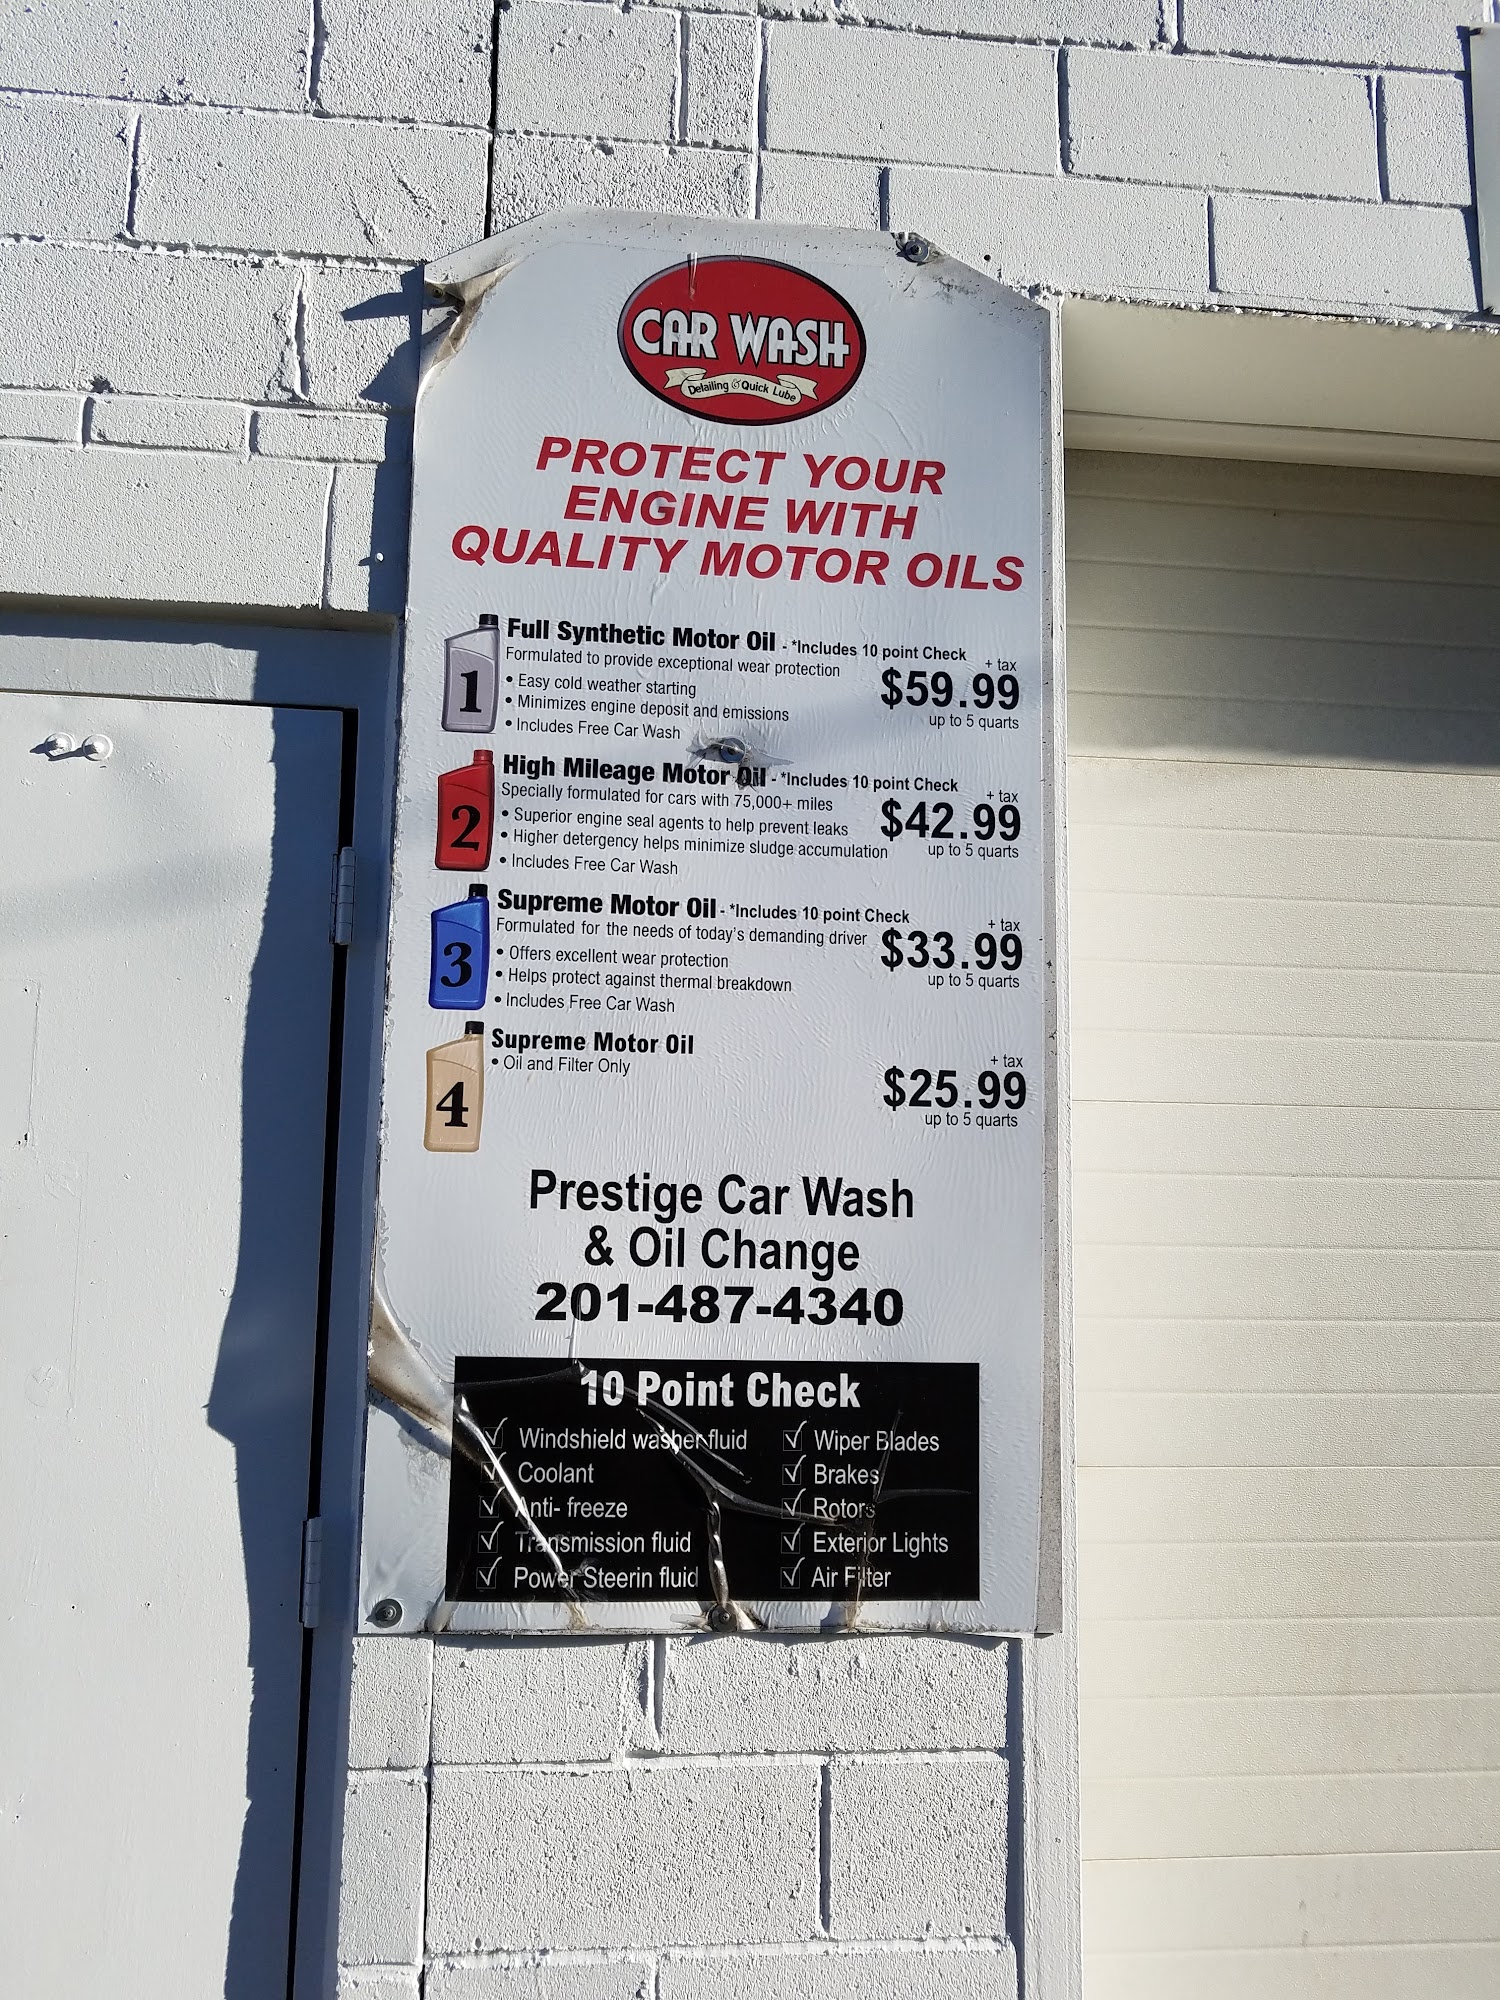 CAR WASH
Detailing & Quick Lube
PROTECT YOUR
ENGINE WITH
QUALITY MOTOR OILS
1
Full Synthetic Motor Oil - *Includes 10 point Check
Formulated to provide exceptional wear protection
• Easy cold weather starting
• Minimizes engine deposit and emissions
• Includes Free Car Wash
+ tax
$59.99
up to 5 quarts
2
High Mileage Motor Oil - *Includes 10 point Check
Specially formulated for cars with 75,000+ miles
• Superior engine seal agents to help prevent leaks
• Higher detergency helps minimize sludge accumulation
• Includes Free Car Wash
+ tax
$42.99
up to 5 quarts
3
Supreme Motor Oil - *Includes 10 point Check
Formulated for the needs of today's demanding driver
• Offers excellent wear protection
• Helps protect against thermal breakdown
• Includes Free Car Wash
+ tax
$33.99
up to 5 quarts
4
Supreme Motor Oil
• Oil and Filter Only
+ tax
$25.99
up to 5 quarts
Prestige Car Wash
& Oil Change
201-487-4340
10 Point Check
Windshield washer fluid
Coolant
Anti- freeze
Transmission fluid
Power Steerin fluid
Wiper Blades
Brakes
Rotors
Exterior Lights
Air Filter